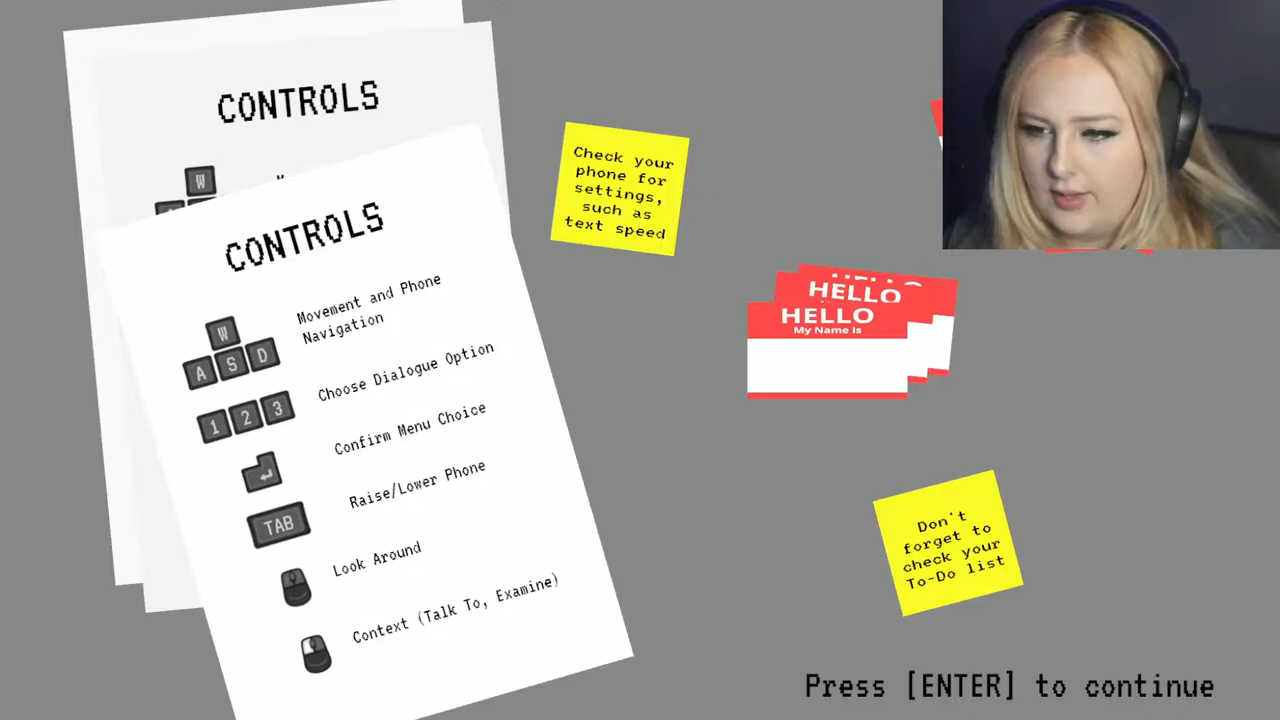 CONTROLS
W
CONTROLS
W
A S D
Movement and Phone
Navigation
1 2 3
Choose Dialogue Option
Confirm Menu Choice
TAB
Raise/Lower Phone
Look Around
Context (Talk To, Examine)
Check your
phone for
settings,
such as
text speed
HELLO
HELLO
My Name Is
Don't
forget to
check your
To-Do list
Press [ENTER] to continue